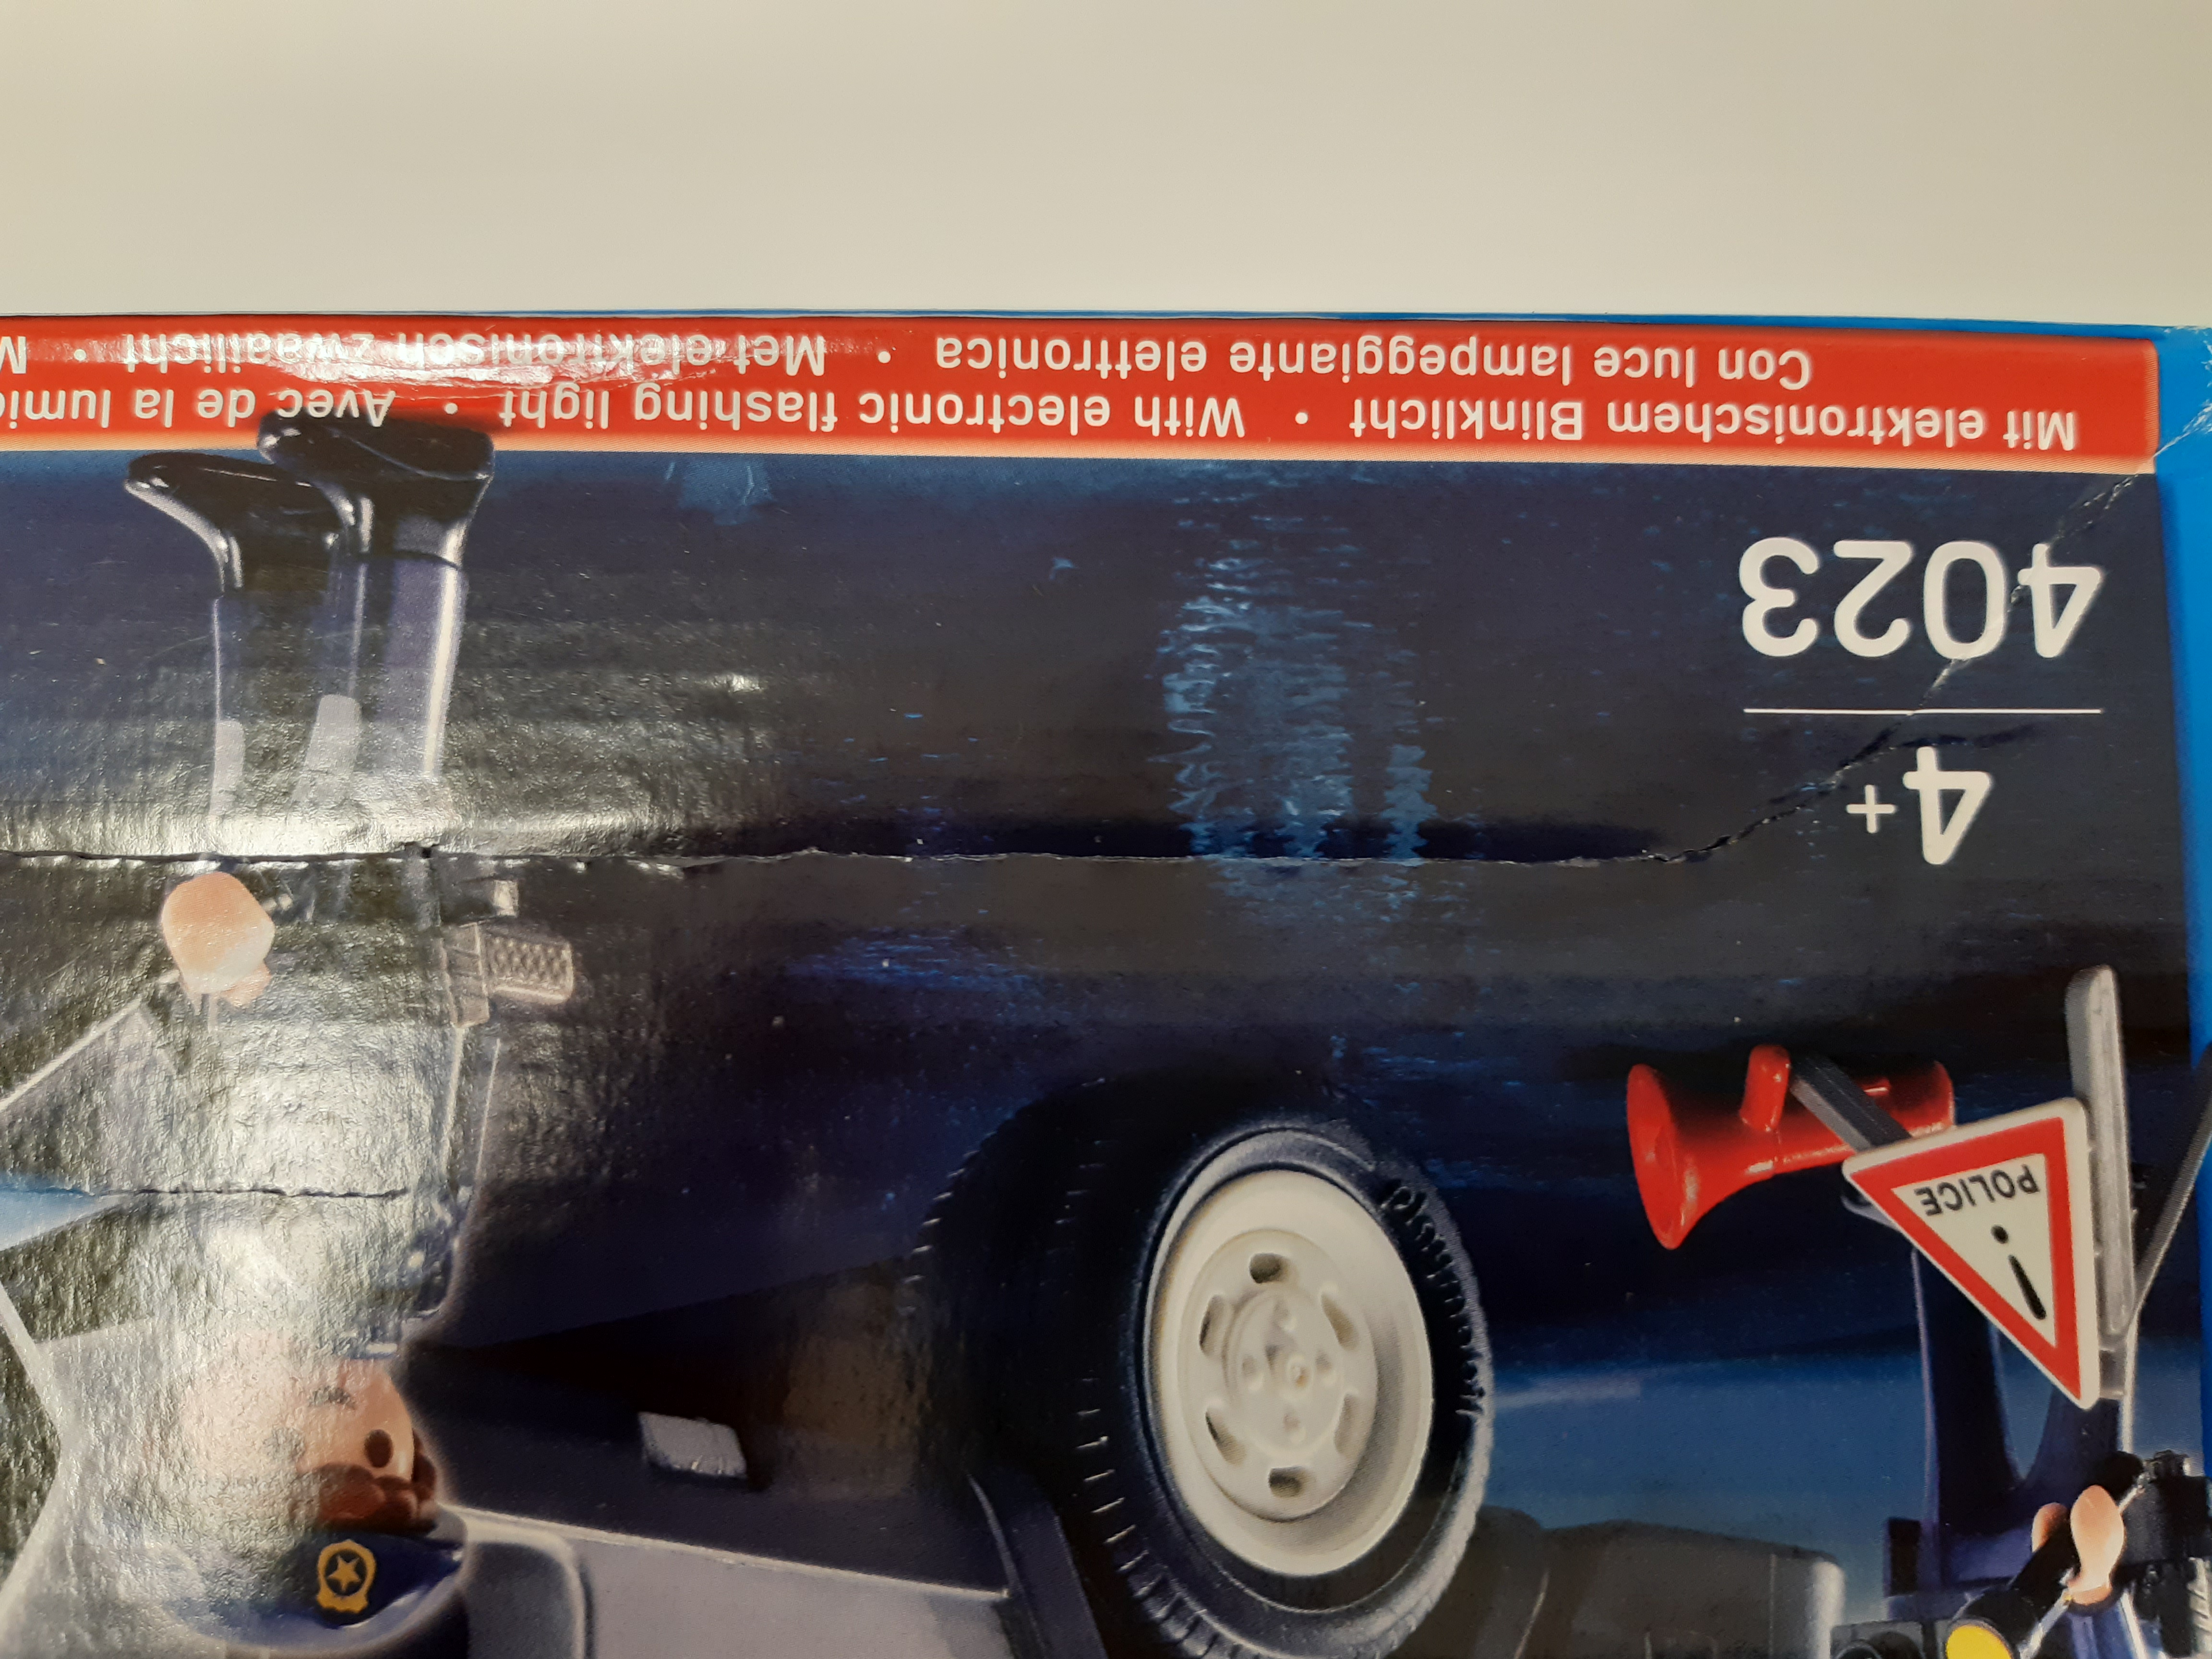 POLICE
i
playmobil
4+
4023
Mit elektronischem Blinklicht • With electronic flashing light • Avec de la
Con luce lampeggiante elettronica • Met elektronisch zwaailicht •